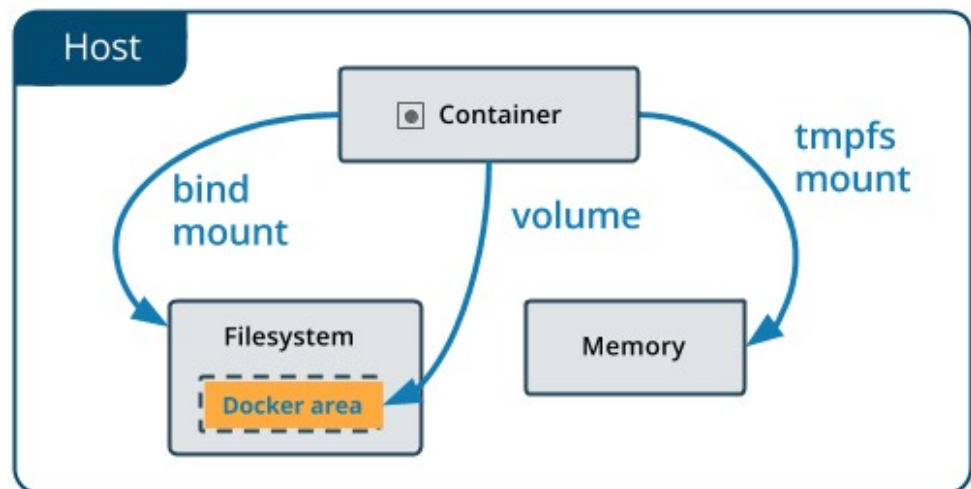 Host
Container
bind
mount
volume
tmpfs
mount
Filesystem
Docker area
Memory